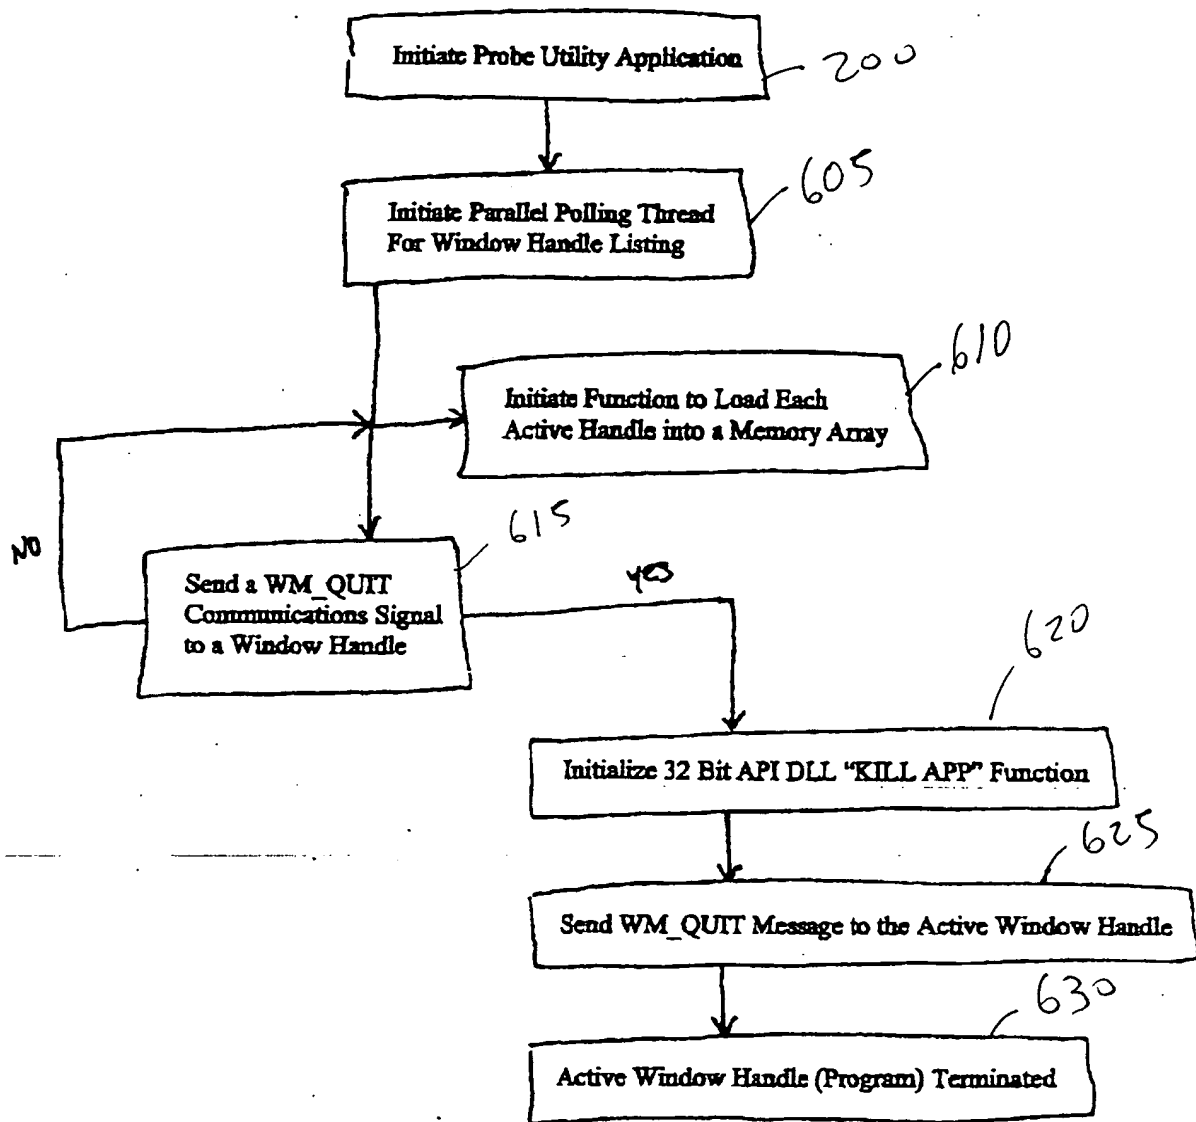 Initiate Probe Utility Application
200
605
Initiate Parallel Polling Thread
For Window Handle Listing
610
Initiate Function to Load Each
Active Handle into a Memory Array
615
NO
Send a WM_QUIT
Communications Signal
to a Window Handle
yes
620
Initialize 32 Bit API DLL "KILL APP" Function
625
Send WM_QUIT Message to the Active Window Handle
630
Active Window Handle (Program) Terminated